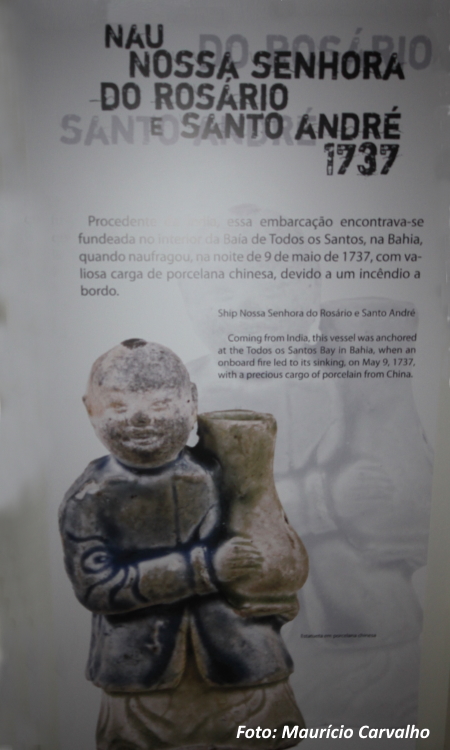 NAU
NOSSA SENHORA
DO ROSÁRIO
E SANTO ANDRÉ
1737
Procedente essa embarcação encontrava-se
fundeada no interior da Baía de Todos os Santos, na Bahia,
quando naufragou, na noite de 9 de maio de 1737, com va-
liosa carga de porcelana chinesa, devido a um incêndio a
bordo.
Ship Nossa Senhora do Rosário e Santo André
Coming from India, this vessel was anchored
at the Todos os Santos Bay in Bahia, when an
onboard fire led to its sinking, on May 9, 1737,
with a precious cargo of porcelain from China.
em porcelana chinesa
Foto: Maurício Carvalho